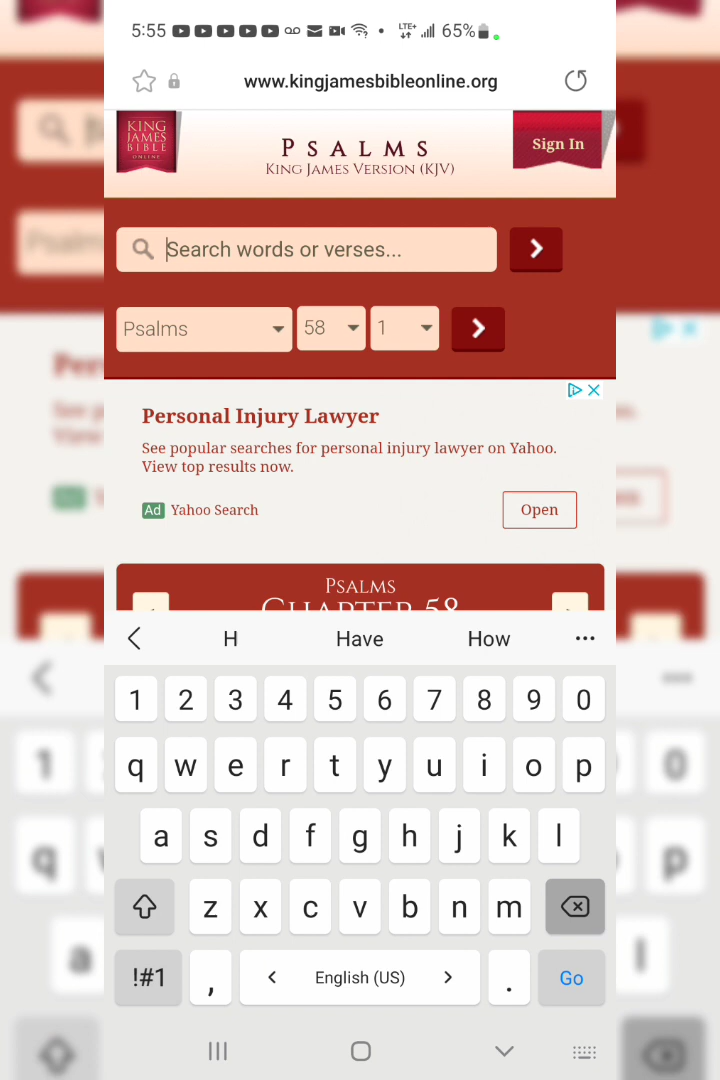 5:55 LTE+ 65%
www.kingjamesbibleonline.org
KING
JAMES
BIBLE
ONLINE
PSALMS
KING JAMES VERSION (KJV)
Sign In
Search words or verses...
Psalms 58 1
Personal Injury Lawyer
See popular searches for personal injury lawyer on Yahoo.
View top results now.
Ad Yahoo Search
Open
PSALMS
CHAPTER 58
H Have How
1 2 3 4 5 6 7 8 9 0
q w e r t y u i o p
a s d f g h j k l
z x c v b n m
!#1 , English (US) . Go